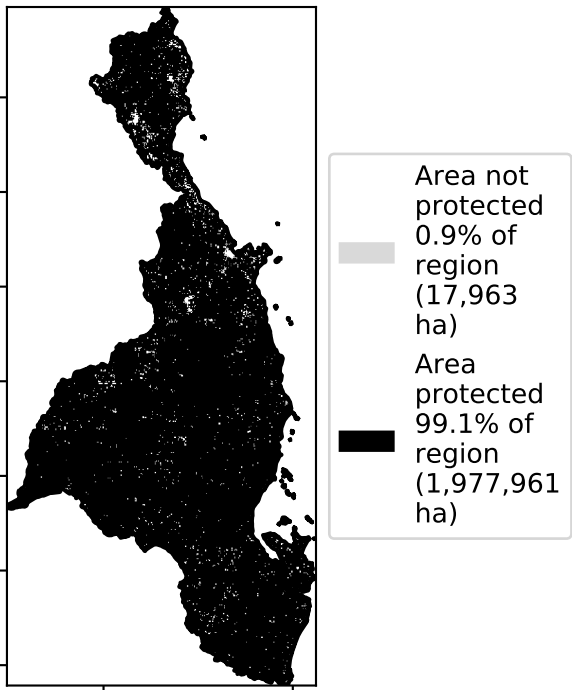 Area not
protected
0.9% of
region
(17,963
ha)
Area
protected
99.1% of
region
(1,977,961
ha)